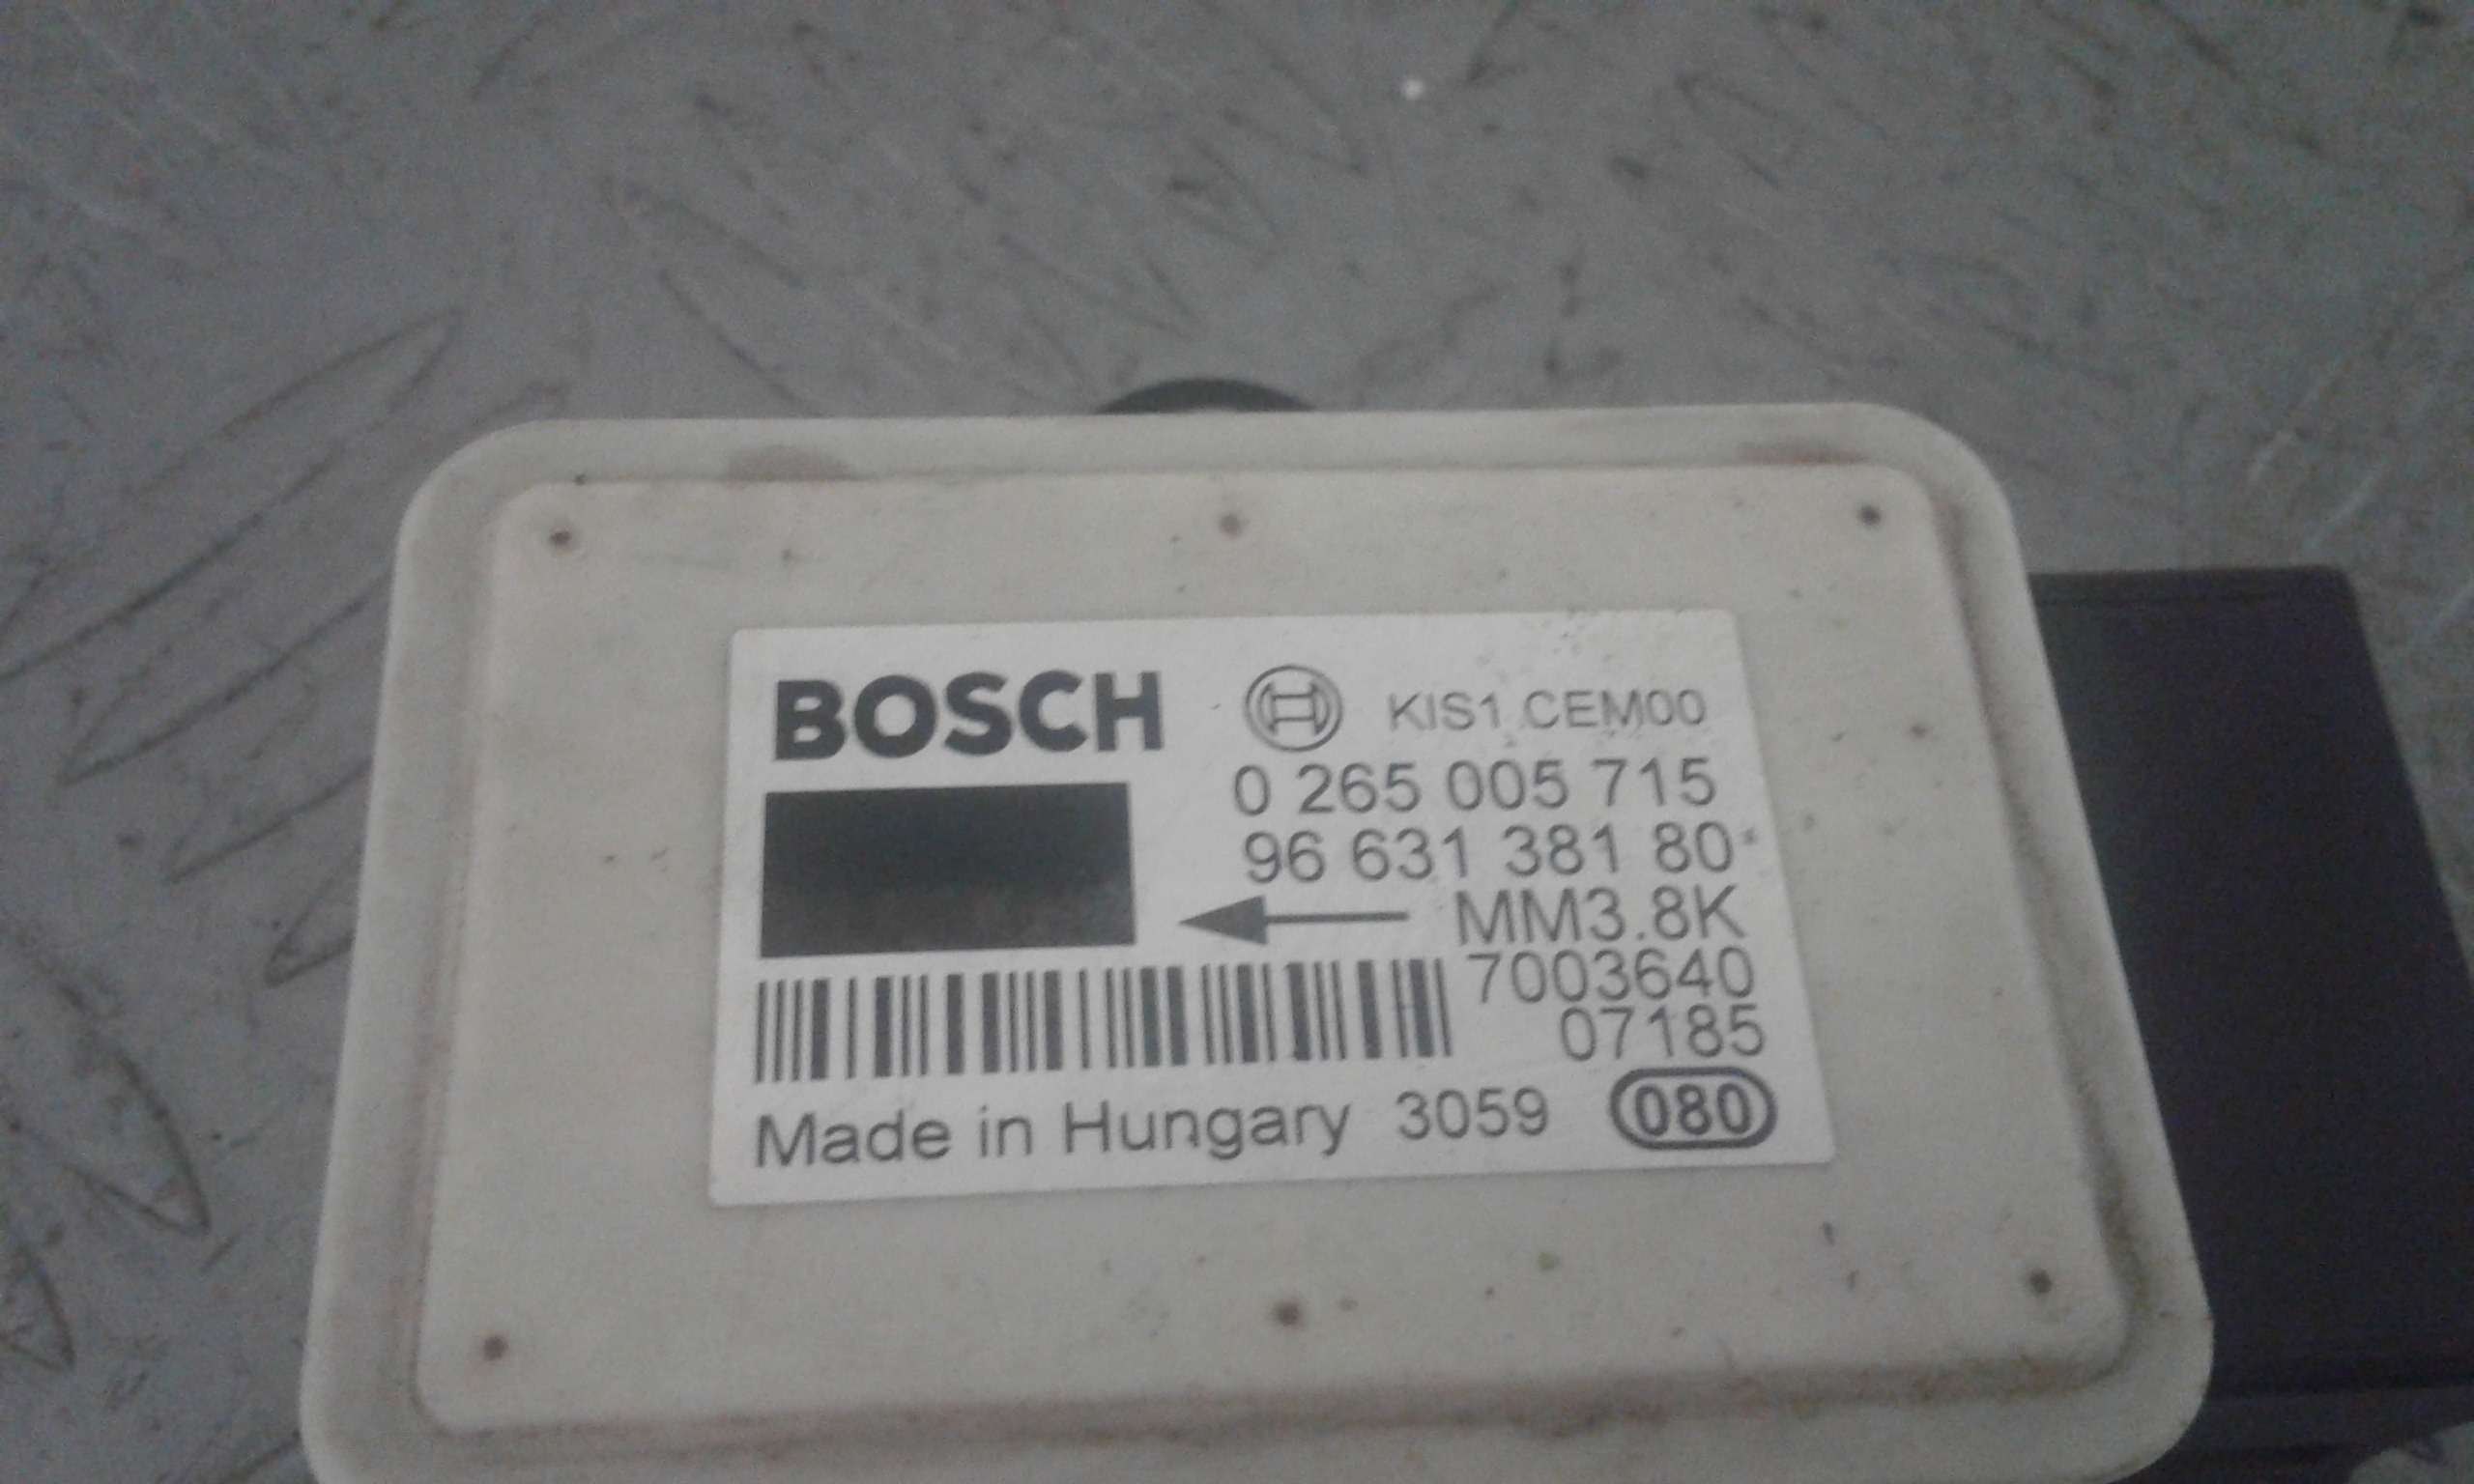 BOSCH KIS1 CEM00
0 265 005 715
96 631 381 80
MM3.8K
7003640
07185
Made in Hungary 3059 080